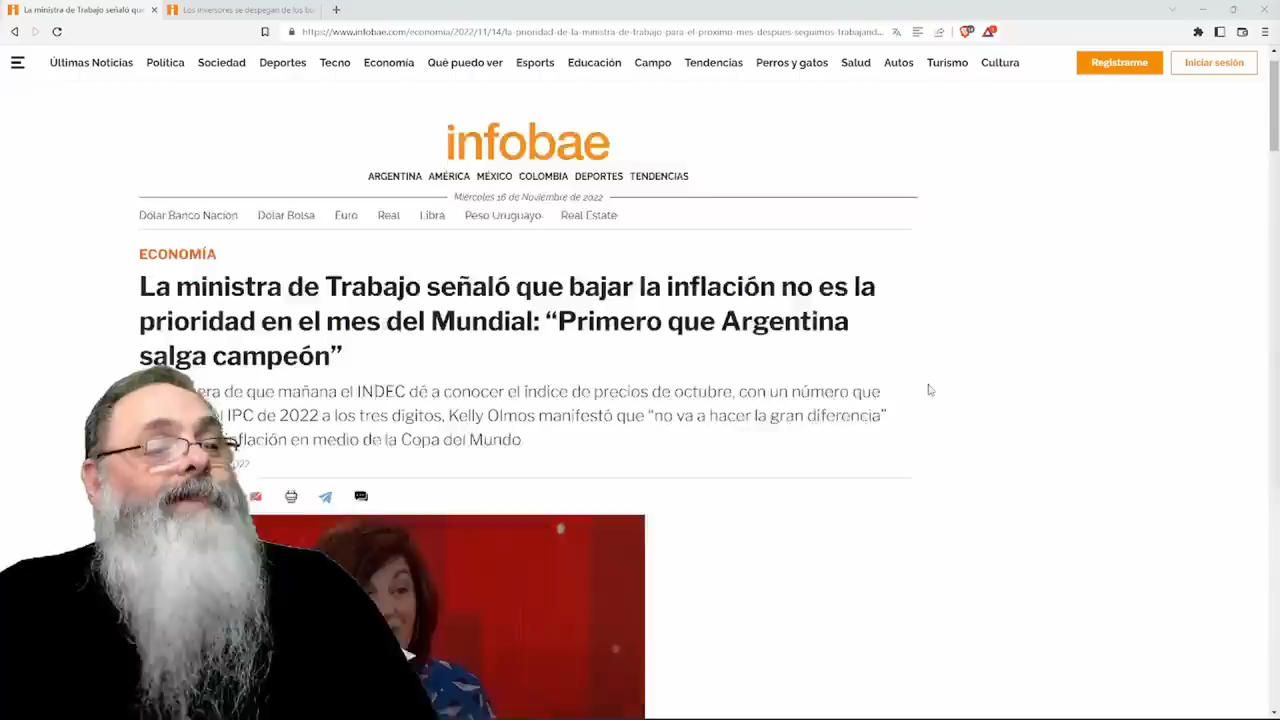 La ministra de Trabajo señaló que
Los inversores se despegan de los bo
https://www.infobae.com/economia/2022/11/14/la-prioridad-de-la-ministra-de-trabajo-para-el-proximo-mes-despues-seguimos-trabajand...
Últimas Noticias Política Sociedad Deportes Tecno Economía Qué puedo ver Esports Educación Campo Tendencias Perros y gatos Salud Autos Turismo Cultura Registrarme Iniciar sesión
infobae
ARGENTINA AMÉRICA MÉXICO COLOMBIA DEPORTES TENDENCIAS
Miércoles 16 de Noviembre de 2022
Dólar Banco Nación Dólar Bolsa Euro Real Libra Peso Uruguayo Real Estate
ECONOMÍA
La ministra de Trabajo señaló que bajar la inflación no es la
prioridad en el mes del Mundial: “Primero que Argentina
salga campeón”
era de que mañana el INDEC dé a conocer el índice de precios de octubre, con un número que
IPC de 2022 a los tres dígitos, Kelly Olmos manifestó que “no va a hacer la gran diferencia”
inflación en medio de la Copa del Mundo